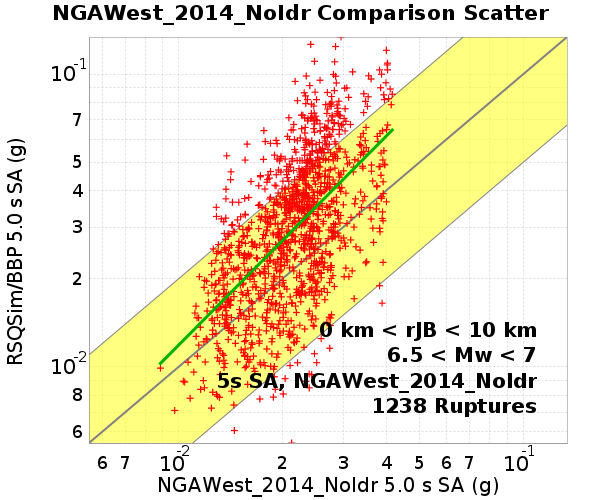 NGAWest_2014_NoIdr Comparison Scatter
RSQSim/BBP 5.0 s SA (g)
10-1
7
5
4
3
2
10-2
8
6
0 km < rJB < 10 km
6.5 < Mw < 7
5s SA, NGAWest_2014_NoIdr
1238 Ruptures
6 7 10-2 2 3 4 6 7 10-1
NGAWest_2014_NoIdr 5.0 s SA (g)